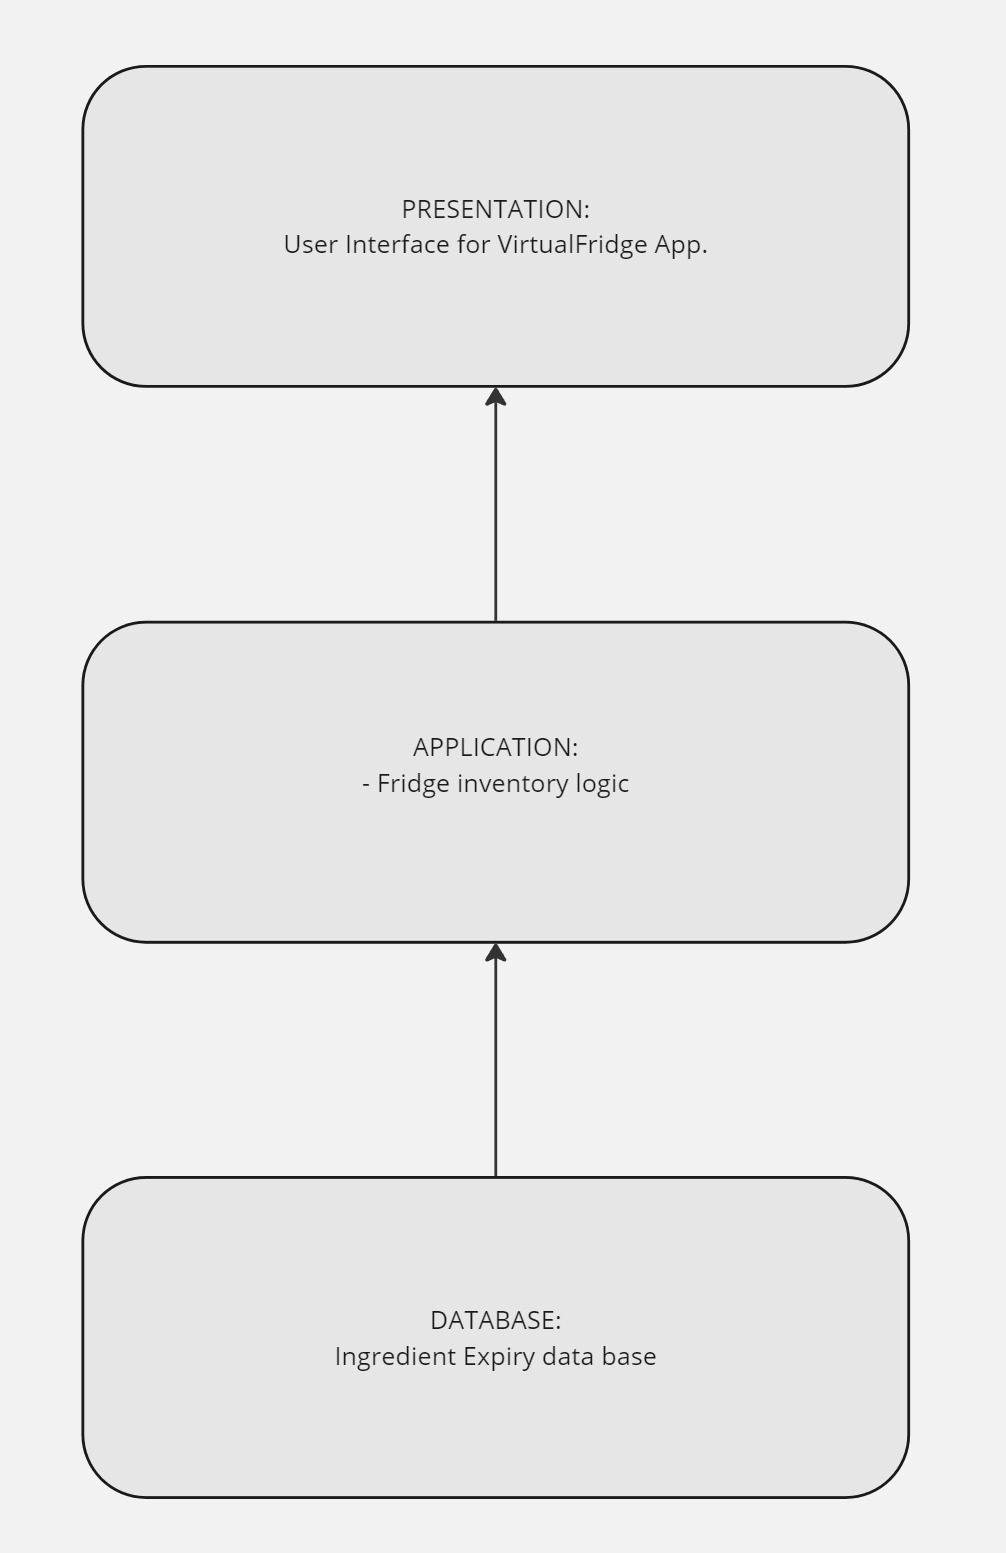 PRESENTATION:
User Interface for VirtualFridge App.
APPLICATION:
- Fridge inventory logic
DATABASE:
Ingredient Expiry data base